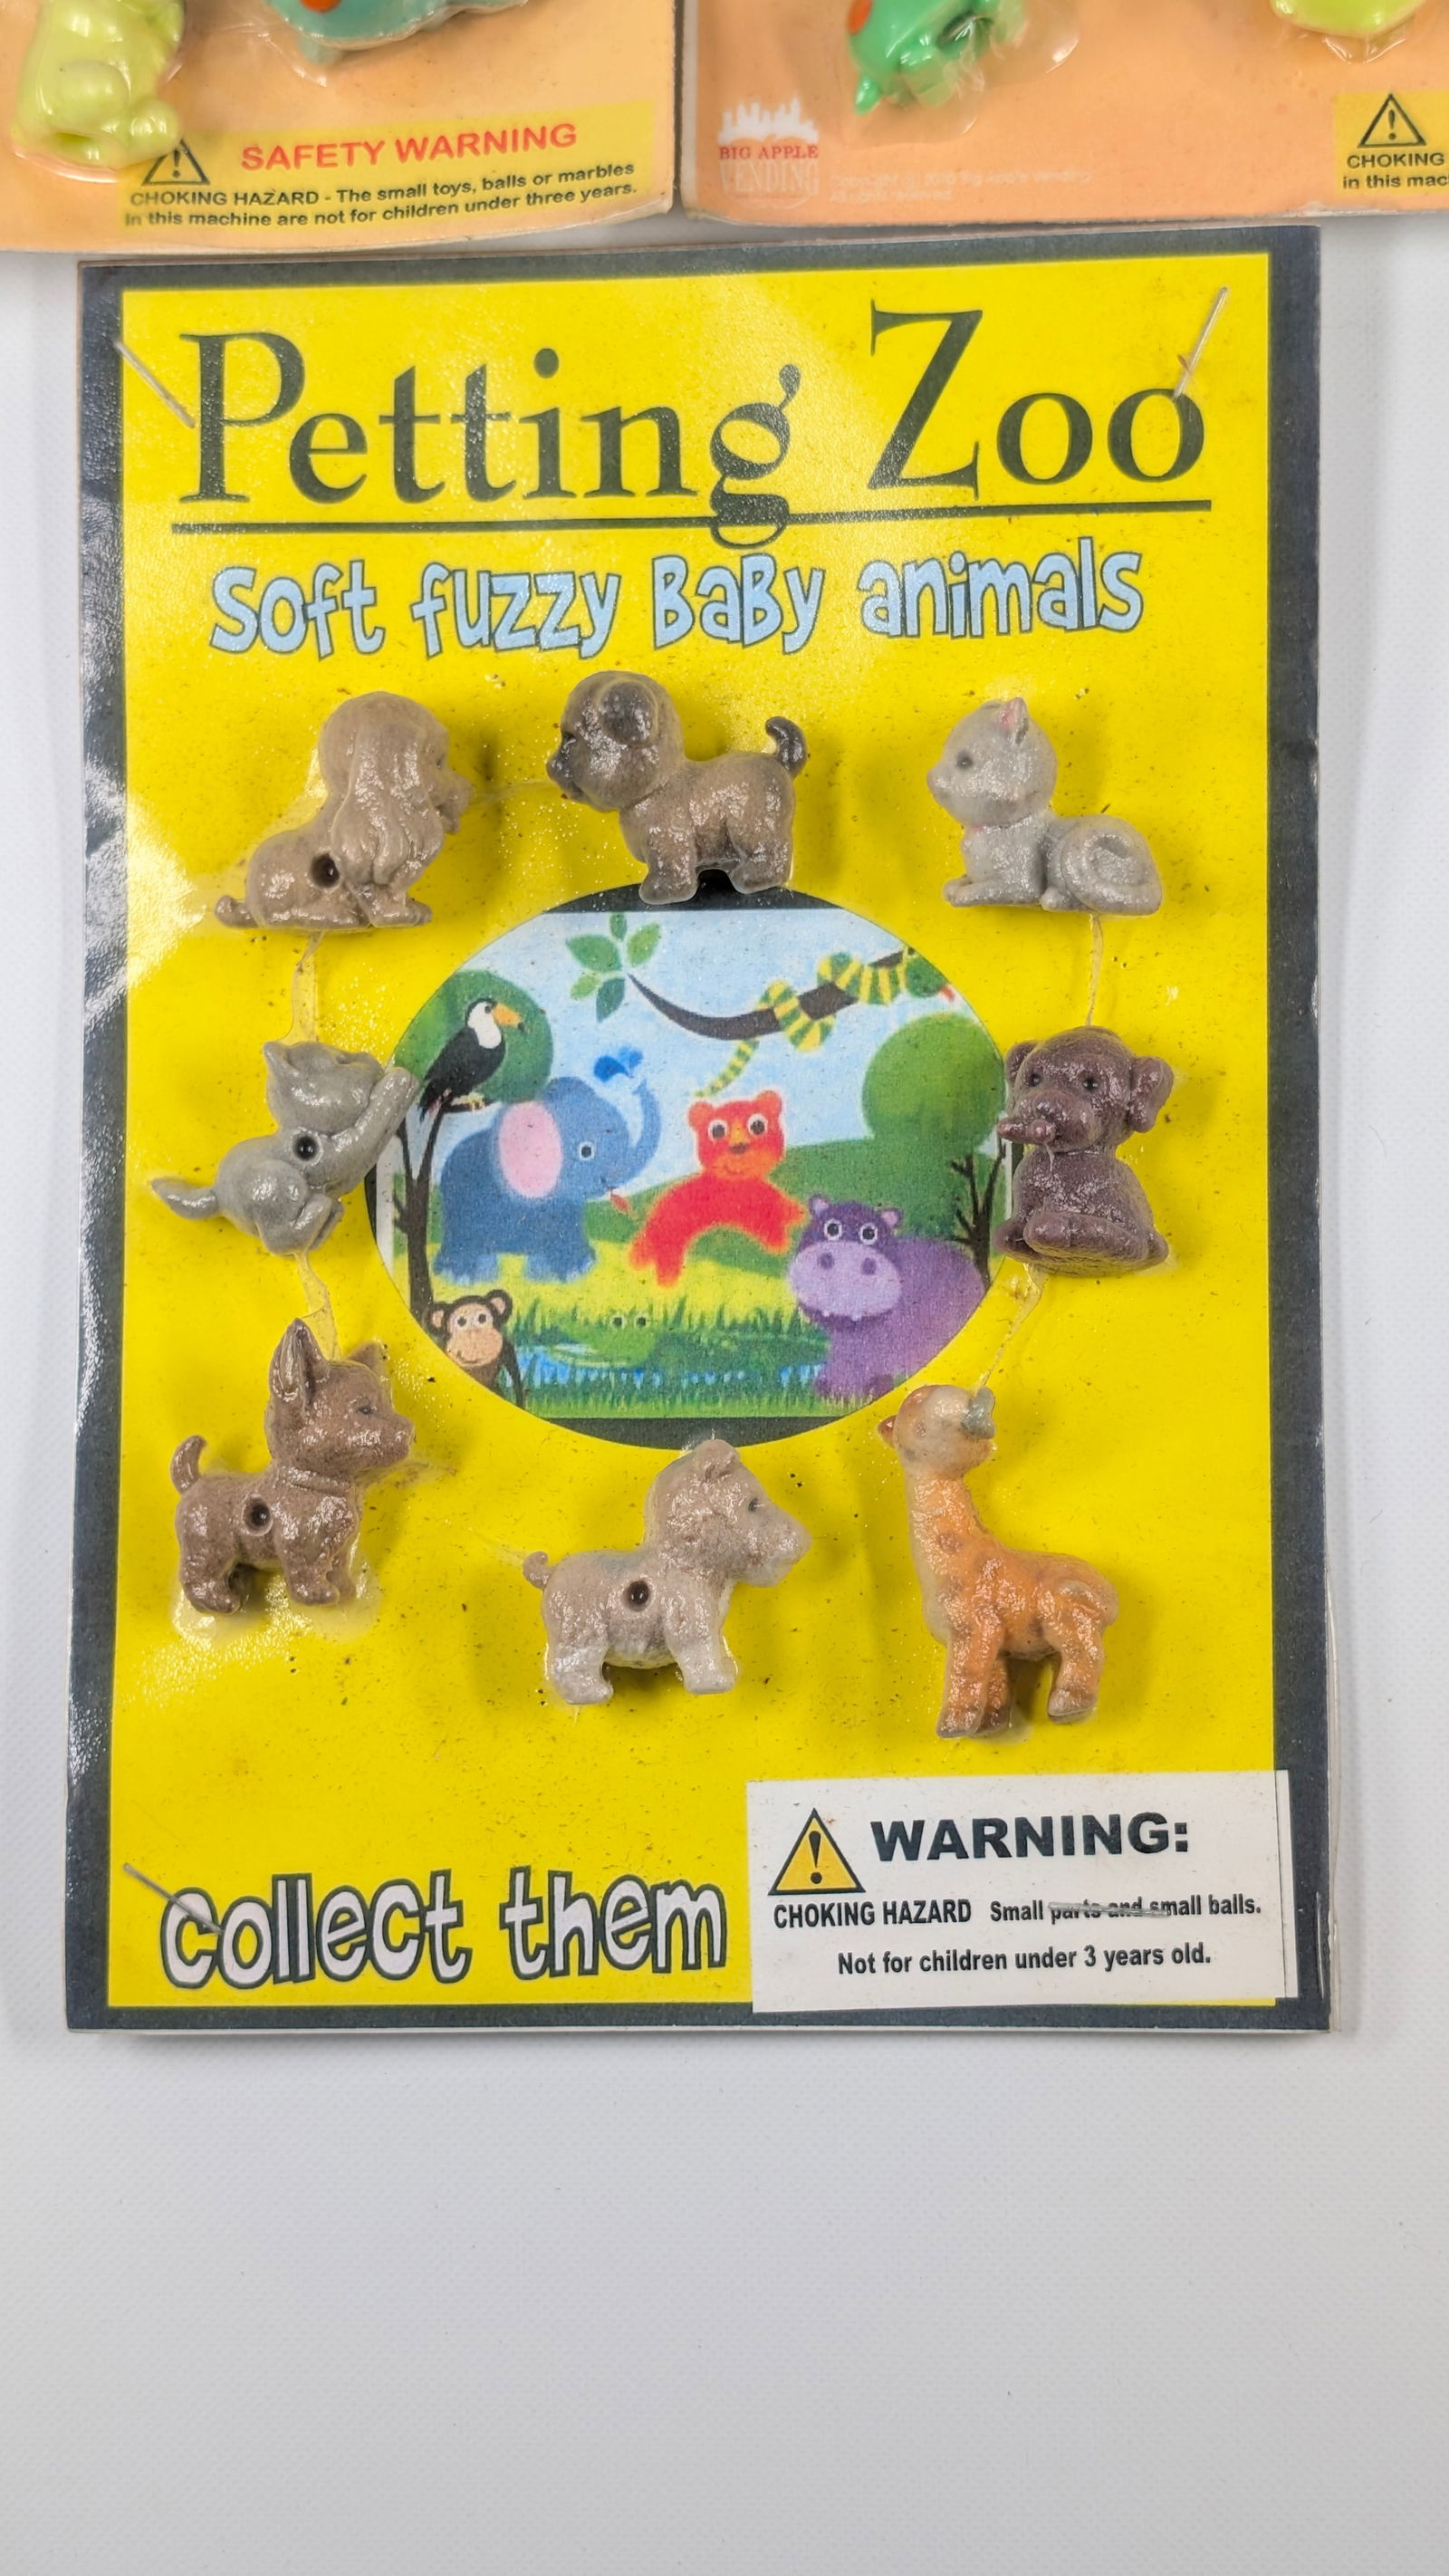 SAFETY WARNING
CHOKING HAZARD - The small toys, balls or marbles
in this machine are not for children under three years.
BIG APPLE
VENDING
CHOKING
in this mac
Petting Zoo
Soft fuzzy BaBy animals
WARNING:
CHOKING HAZARD Small parts and small balls.
Not for children under 3 years old.
collect them